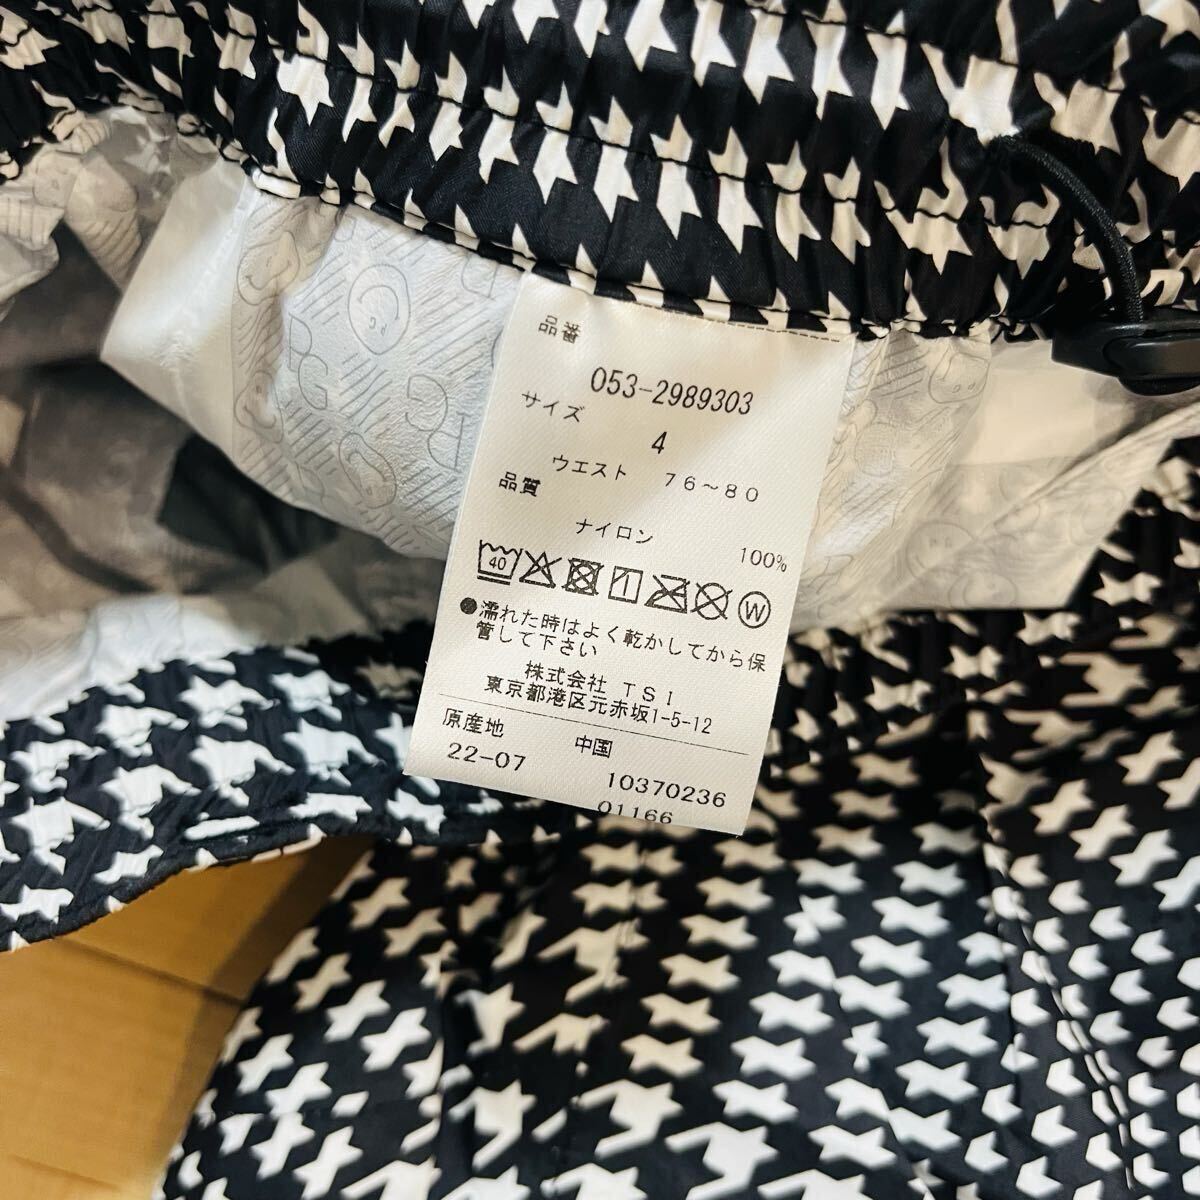 品番
053-2989303
サイズ
4
ウエスト 76～80
品質
ナイロン 100%
40 W
●濡れた時はよく乾かしてから保
管して下さい
株式会社 TSI
東京都港区元赤坂1-5-12
原産地 中国
22-07 10370236
01166
PG
PG